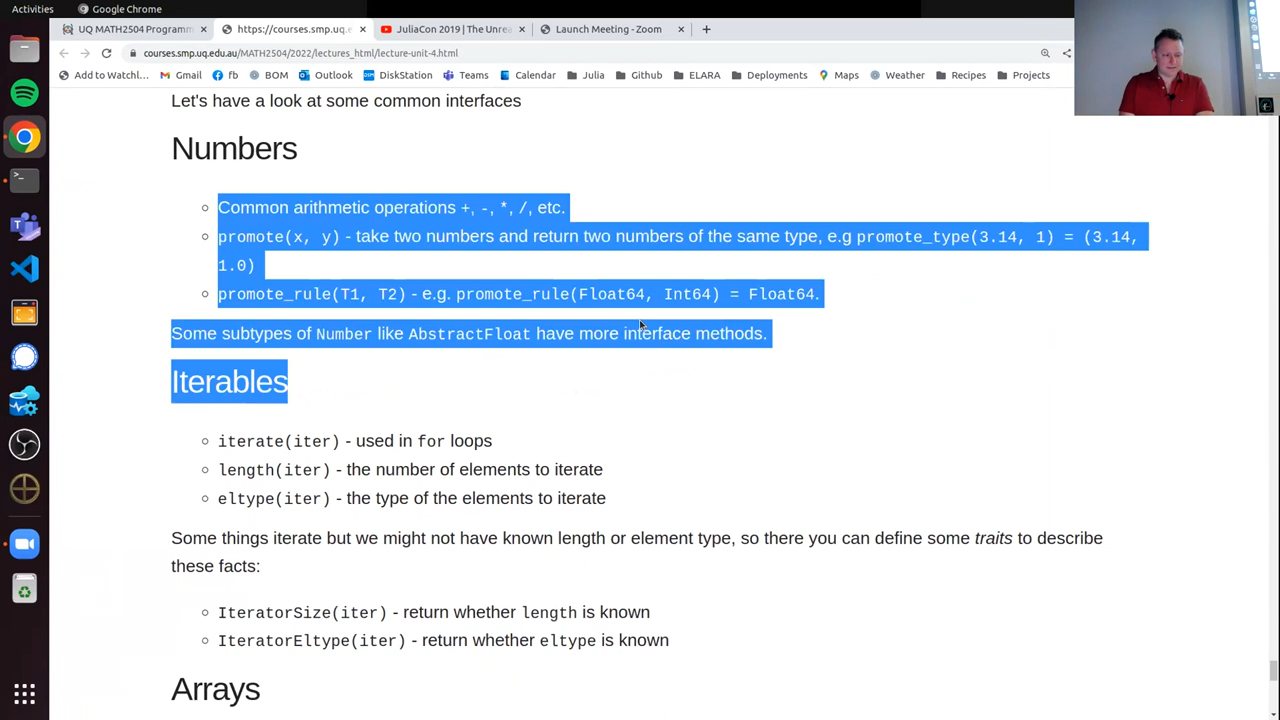 Activities
Google Chrome
UQ MATH2504 Programm
https://courses.smp.uq.e
JuliaCon 2019 | The Unrea
Launch Meeting - Zoom
courses.smp.uq.edu.au/MATH2504/2022/lectures_html/lecture-unit-4.html
Add to Watchl... Gmail fb BOM Outlook DiskStation Teams Calendar Julia Github ELARA Deployments Maps Weather Recipes Projects
Let's have a look at some common interfaces
Numbers
Common arithmetic operations +, -, *, /, etc.
promote(x, y) - take two numbers and return two numbers of the same type, e.g promote_type(3.14, 1) = (3.14,
1.0)
promote_rule(T1, T2) - e.g. promote_rule(Float64, Int64) = Float64.
Some subtypes of Number like AbstractFloat have more interface methods.
Iterables
iterate(iter) - used in for loops
length(iter) - the number of elements to iterate
eltype(iter) - the type of the elements to iterate
Some things iterate but we might not have known length or element type, so there you can define some traits to describe
these facts:
IteratorSize(iter) - return whether length is known
IteratorEltype(iter) - return whether eltype is known
Arrays